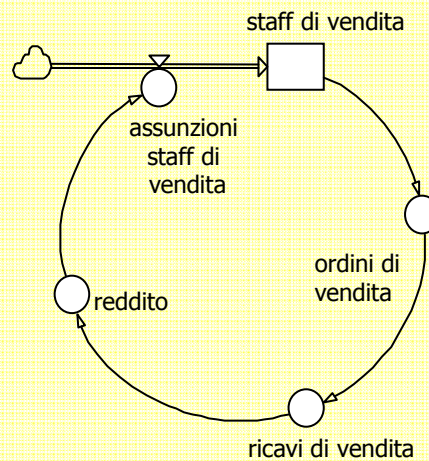 staff di vendita
assunzioni
staff di
vendita
ordini di
vendita
reddito
ricavi di vendita